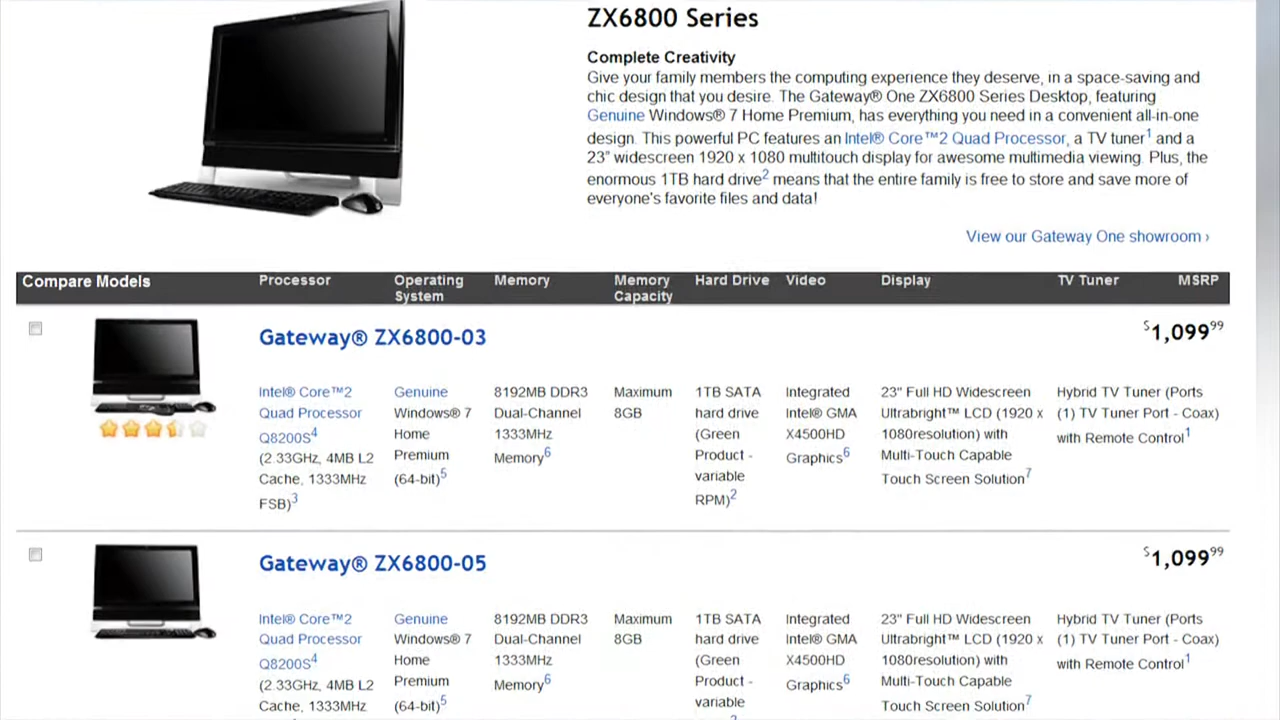 ZX6800 Series
Complete Creativity
Give your family members the computing experience they deserve, in a space-saving and
chic design that you desire. The Gateway® One ZX6800 Series Desktop, featuring
Genuine Windows® 7 Home Premium, has everything you need in a convenient all-in-one
design. This powerful PC features an Intel® Core™2 Quad Processor, a TV tuner1 and a
23" widescreen 1920 x 1080 multitouch display for awesome multimedia viewing. Plus, the
enormous 1TB hard drive2 means that the entire family is free to store and save more of
everyone's favorite files and data!
View our Gateway One showroom ›
Compare Models Processor Operating System Memory Memory Capacity Hard Drive Video Display TV Tuner MSRP
Gateway® ZX6800-03 $1,09999
Intel® Core™2 Genuine 8192MB DDR3 Maximum 1TB SATA Integrated 23" Full HD Widescreen Hybrid TV Tuner (Ports
Quad Processor Windows® 7 Dual-Channel 8GB hard drive Intel® GMA Ultrabright™ LCD (1920 x (1) TV Tuner Port - Coax)
Q8200S4 Home 1333MHz (Green X4500HD 1080resolution) with with Remote Control1
(2.33GHz, 4MB L2 Premium Memory6 Product - Graphics6 Multi-Touch Capable
Cache, 1333MHz (64-bit)5 variable Touch Screen Solution7
FSB)3 RPM)2
Gateway® ZX6800-05 $1,09999
Intel® Core™2 Genuine 8192MB DDR3 Maximum 1TB SATA Integrated 23" Full HD Widescreen Hybrid TV Tuner (Ports
Quad Processor Windows® 7 Dual-Channel 8GB hard drive Intel® GMA Ultrabright™ LCD (1920 x (1) TV Tuner Port - Coax)
Q8200S4 Home 1333MHz (Green X4500HD 1080resolution) with with Remote Control1
(2.33GHz, 4MB L2 Premium Memory6 Product - Graphics6 Multi-Touch Capable
Cache, 1333MHz (64-bit)5 variable Touch Screen Solution7